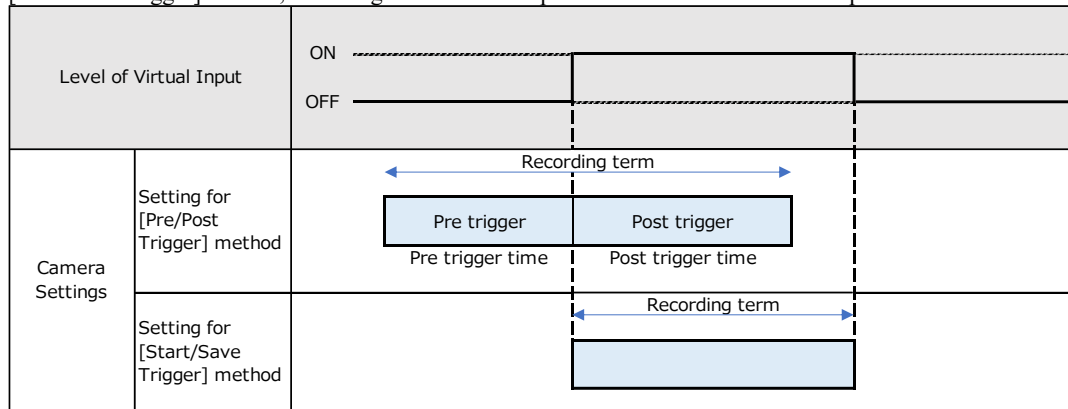 Level of Virtual Input
ON
OFF
Camera
Settings
Setting for
[Pre/Post
Trigger] method
Recording term
Pre trigger
Post trigger
Pre trigger time
Post trigger time
Setting for
[Start/Save
Trigger] method
Recording term